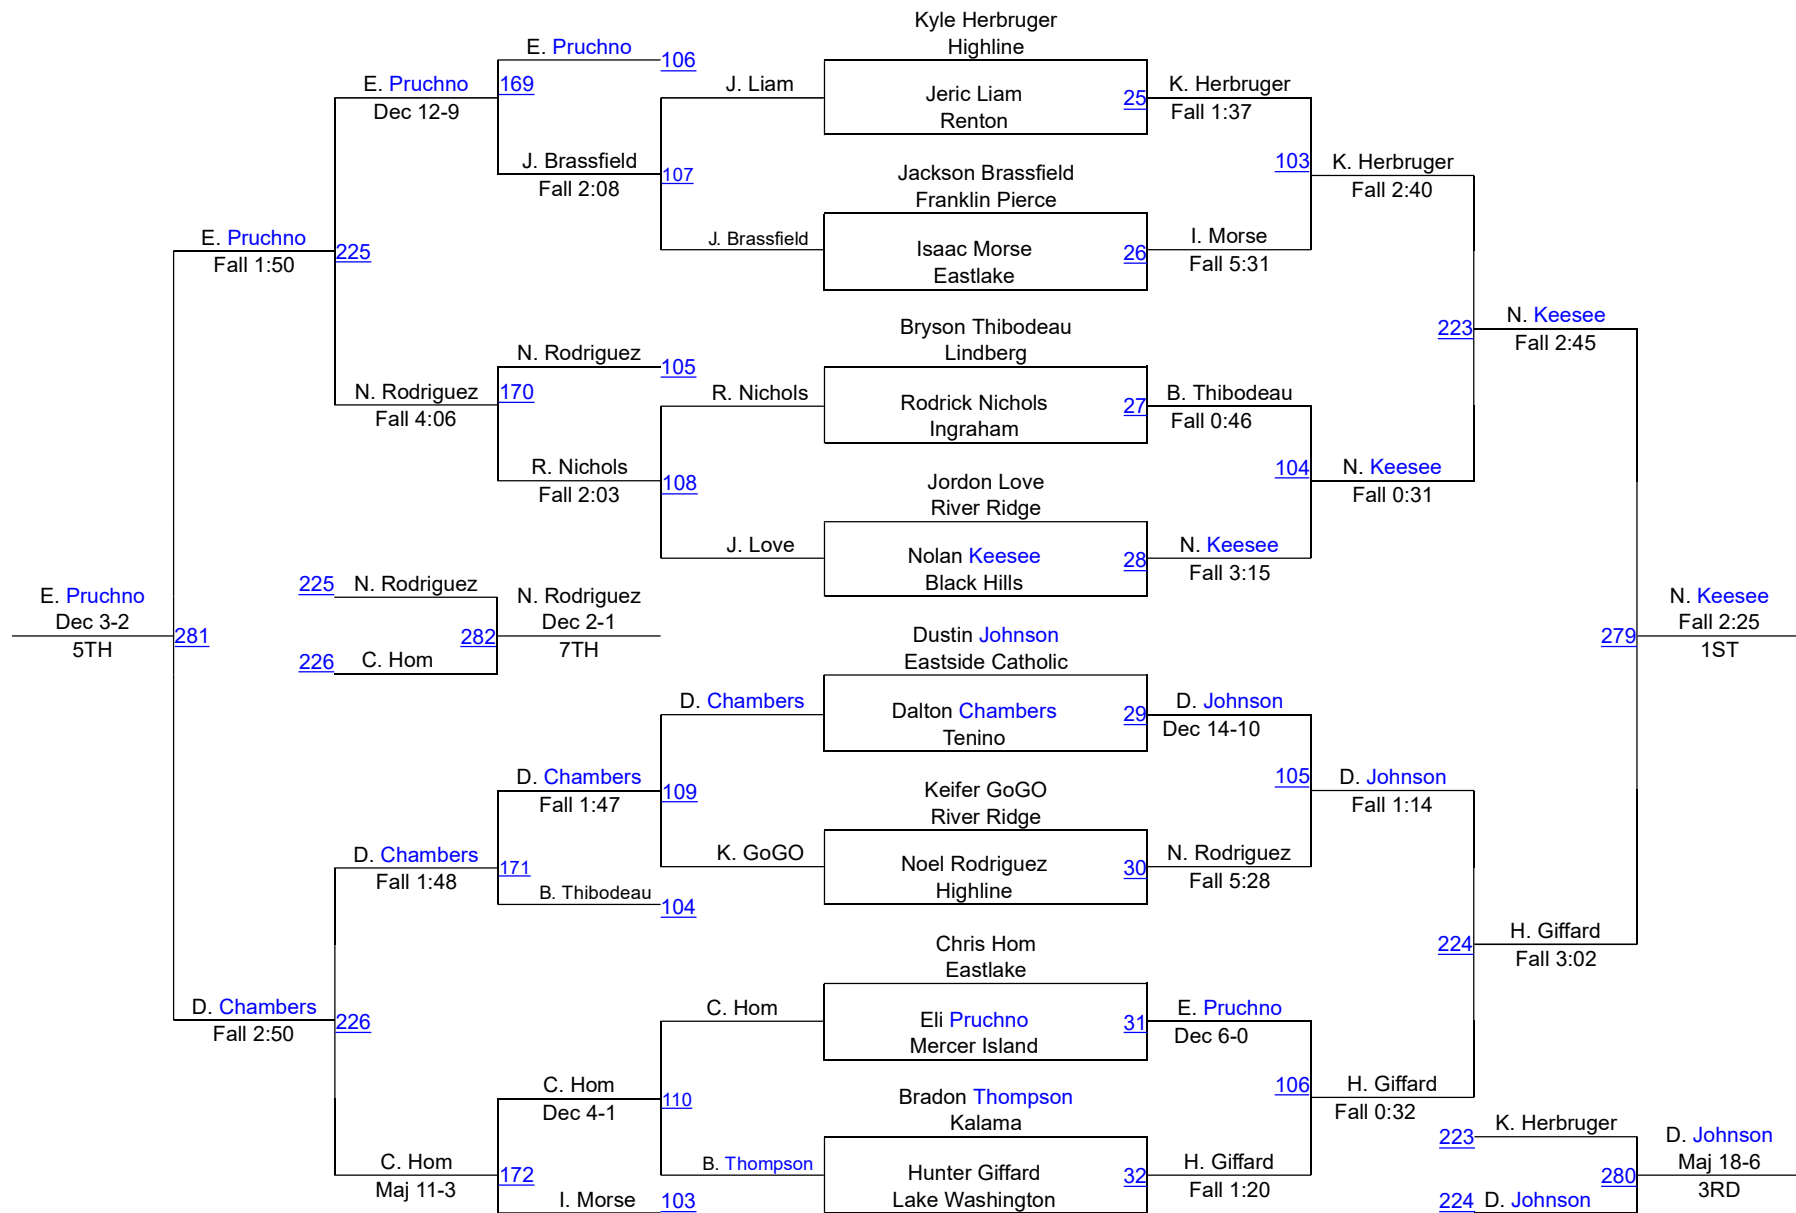 Kyle Herbruger
Highline
E. Pruchno
106
E. Pruchno
169
J. Liam
Jeric Liam
25
K. Herbruger
Dec 12-9
Renton
Fall 1:37
J. Brassfield
107
Fall 2:08
Jackson Brassfield
Franklin Pierce
103
K. Herbruger
Fall 2:40
E. Pruchno
225
Fall 1:50
J. Brassfield
Isaac Morse
26
I. Morse
Eastlake
Fall 5:31
Bryson Thibodeau
Lindberg
223
N. Keesee
Fall 2:45
N. Rodriguez
105
N. Rodriguez
170
R. Nichols
Rodrick Nichols
27
B. Thibodeau
Fall 4:06
Ingraham
Fall 0:46
R. Nichols
108
Fall 2:03
Jordon Love
River Ridge
104
N. Keesee
Fall 0:31
J. Love
Nolan Keesee
28
N. Keesee
Black Hills
Fall 3:15
225
N. Rodriguez
E. Pruchno
Dec 3-2
281
5TH
282
N. Rodriguez
Dec 2-1
7TH
226
C. Hom
Dustin Johnson
Eastside Catholic
279
N. Keesee
Fall 2:25
1ST
D. Chambers
Dalton Chambers
29
D. Johnson
Tenino
Dec 14-10
D. Chambers
109
Fall 1:47
Keifer GoGO
River Ridge
105
D. Johnson
Fall 1:14
D. Chambers
171
Fall 1:48
K. GoGO
Noel Rodriguez
30
N. Rodriguez
Highline
Fall 5:28
B. Thibodeau
104
Chris Hom
Eastlake
224
H. Giffard
Fall 3:02
D. Chambers
226
Fall 2:50
C. Hom
Eli Pruchno
31
E. Pruchno
Mercer Island
Dec 6-0
C. Hom
110
Dec 4-1
Bradon Thompson
Kalama
106
H. Giffard
Fall 0:32
C. Hom
172
Maj 11-3
B. Thompson
Hunter Giffard
32
H. Giffard
Lake Washington
Fall 1:20
I. Morse
103
223
K. Herbruger
280
D. Johnson
Maj 18-6
3RD
224
D. Johnson